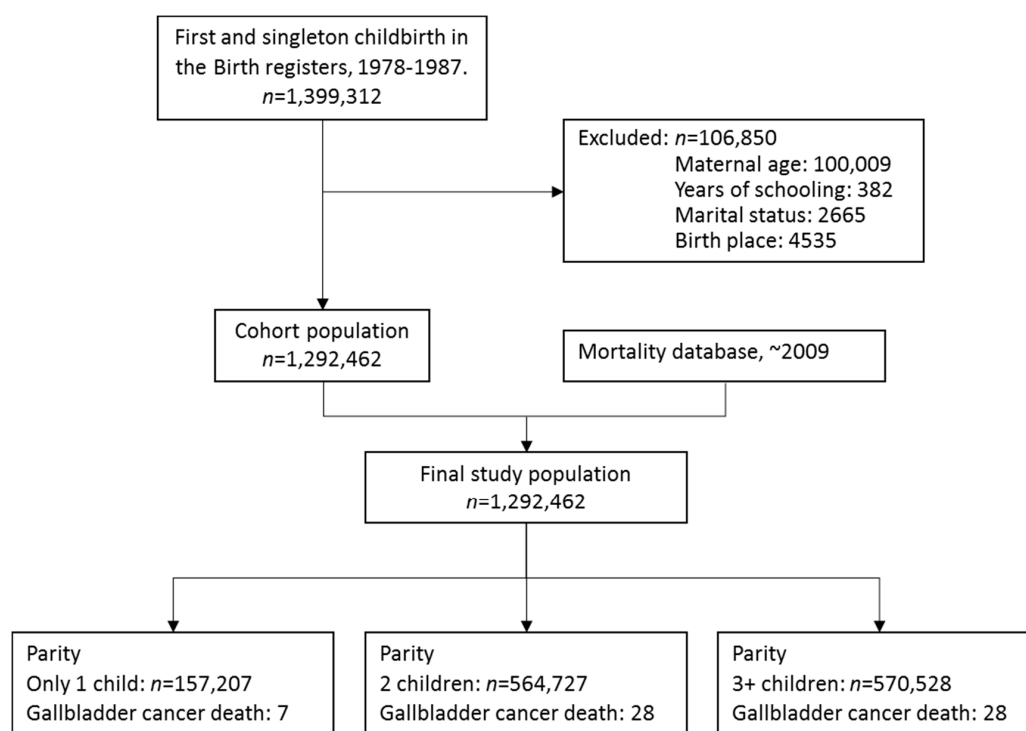 First and singleton childbirth in
the Birth registers, 1978-1987.
n=1,399,312
Excluded: n=106,850
Maternal age: 100,009
Years of schooling: 382
Marital status: 2665
Birth place: 4535
Cohort population
n=1,292,462
Mortality database, ~2009
Final study population
n=1,292,462
Parity
Only 1 child: n=157,207
Gallbladder cancer death: 7
Parity
2 children: n=564,727
Gallbladder cancer death: 28
Parity
3+ children: n=570,528
Gallbladder cancer death: 28